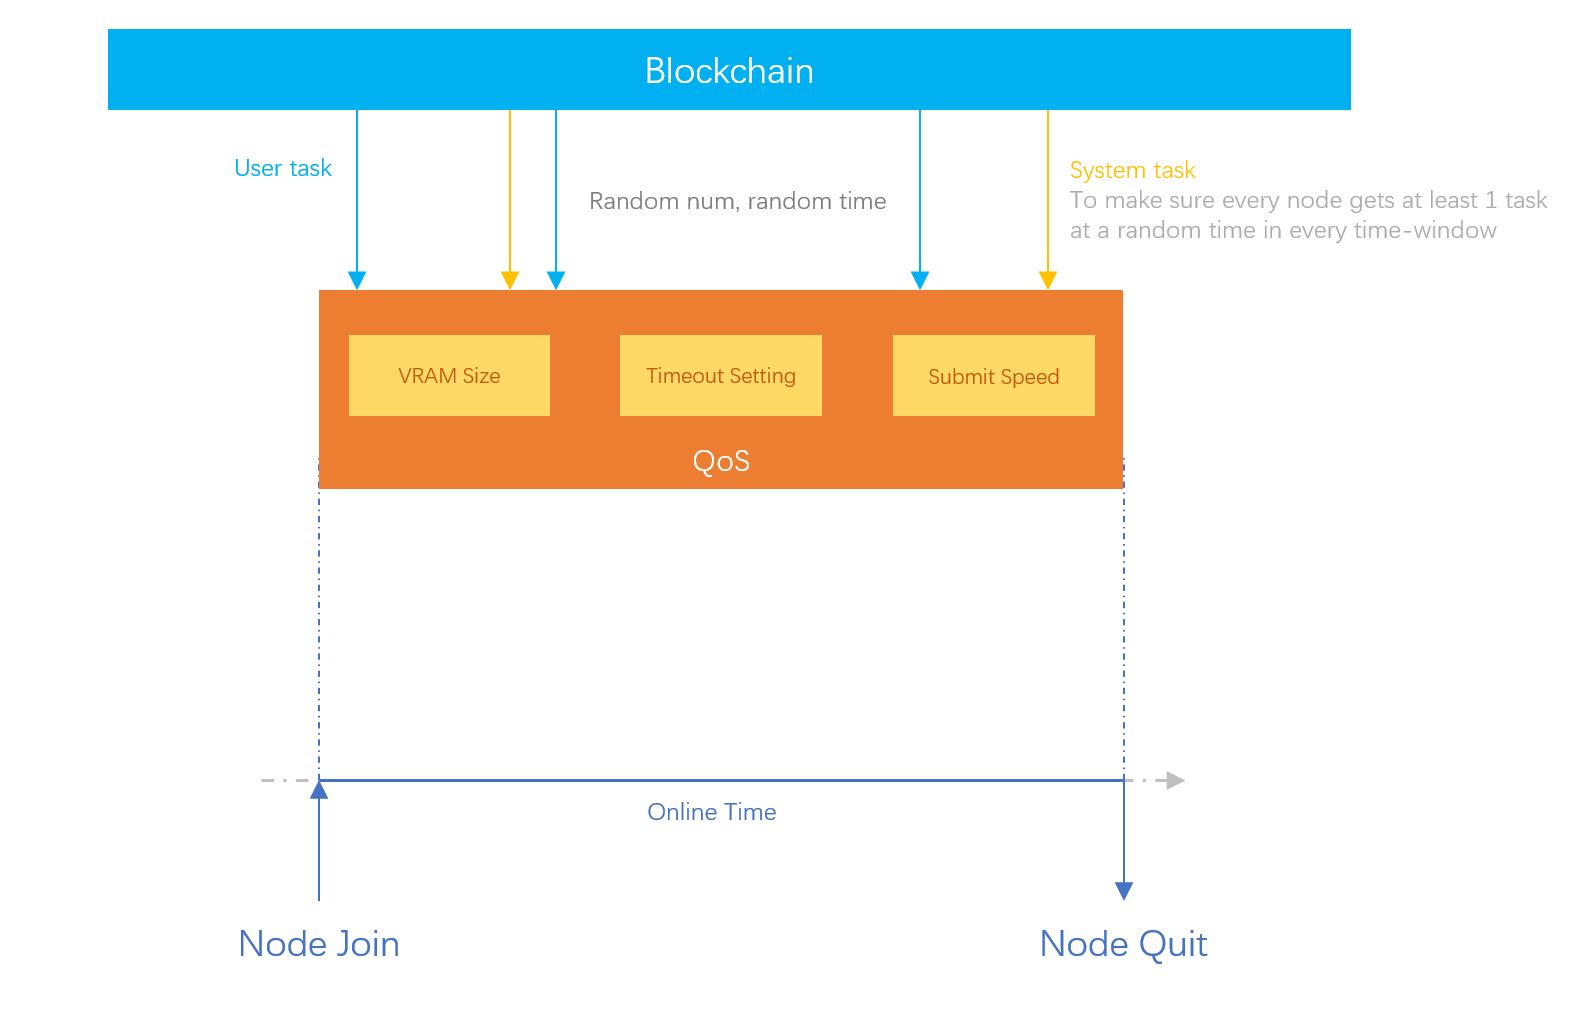 Blockchain
User task
Random num, random time
System task
To make sure every node gets at least 1 task
at a random time in every time-window
VRAM Size
Timeout Setting
Submit Speed
QoS
Online Time
Node Join
Node Quit